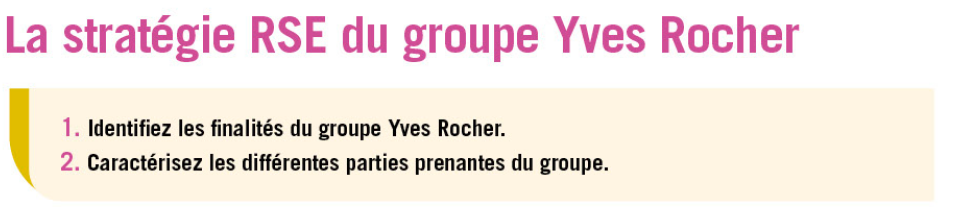 La stratégie RSE du groupe Yves Rocher
1. Identifiez les finalités du groupe Yves Rocher.
2. Caractérisez les différentes parties prenantes du groupe.